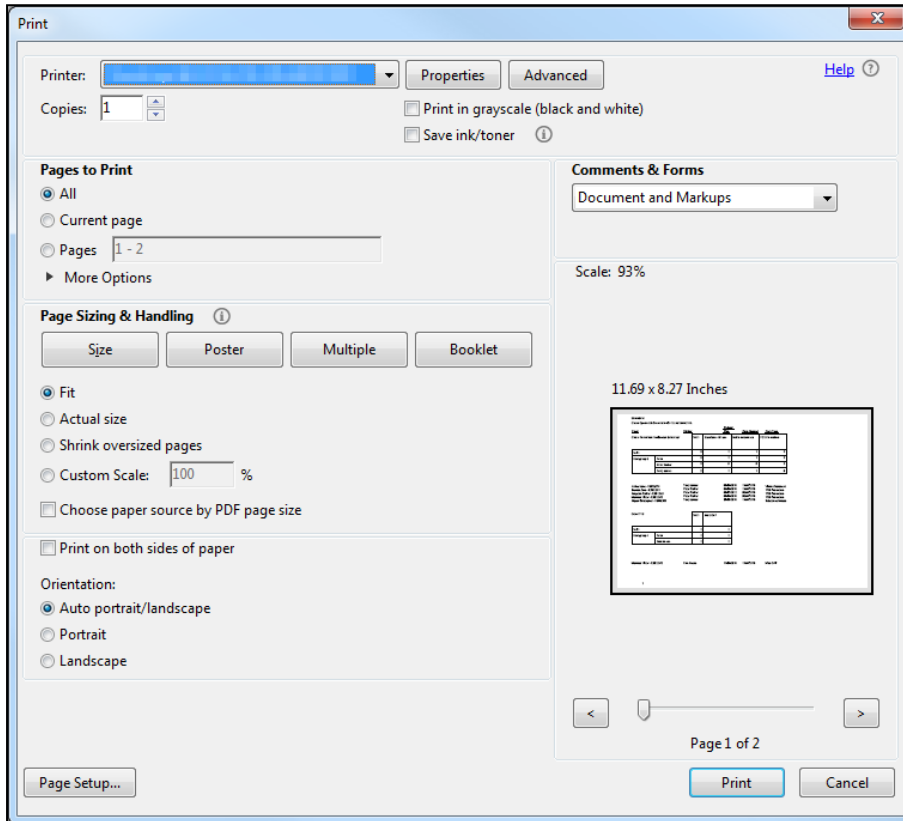 Print
Printer: Properties Advanced Help
Copies: 1 Print in grayscale (black and white)
Save ink/toner
Pages to Print
All
Current page
Pages 1 - 2
More Options
Comments & Forms
Document and Markups
Scale: 93%
Page Sizing & Handling
Size Poster Multiple Booklet
Fit
Actual size
Shrink oversized pages
Custom Scale: 100 %
Choose paper source by PDF page size
11.69 x 8.27 Inches
Print on both sides of paper
Orientation:
Auto portrait/landscape
Portrait
Landscape
< >
Page 1 of 2
Page Setup... Print Cancel